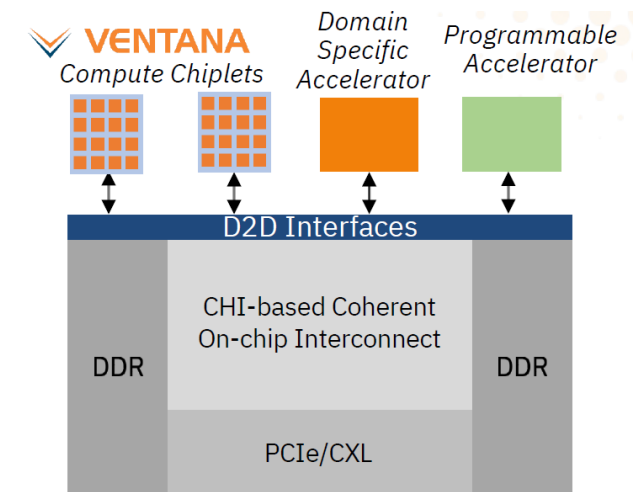 VENTANA
Compute Chiplets
Domain
Specific
Accelerator
Programmable
Accelerator
D2D Interfaces
DDR
CHI-based Coherent
On-chip Interconnect
DDR
PCIe/CXL